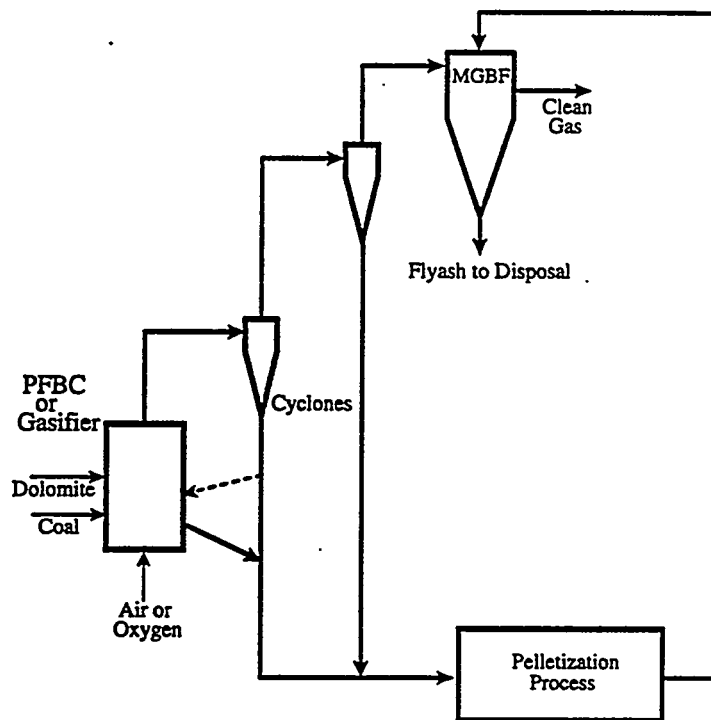 MGBF
Clean
Gas
Flyash to Disposal
Cyclones
PFBC
or
Gasifier
Dolomite
Coal
Air or
Oxygen
Pelletization
Process